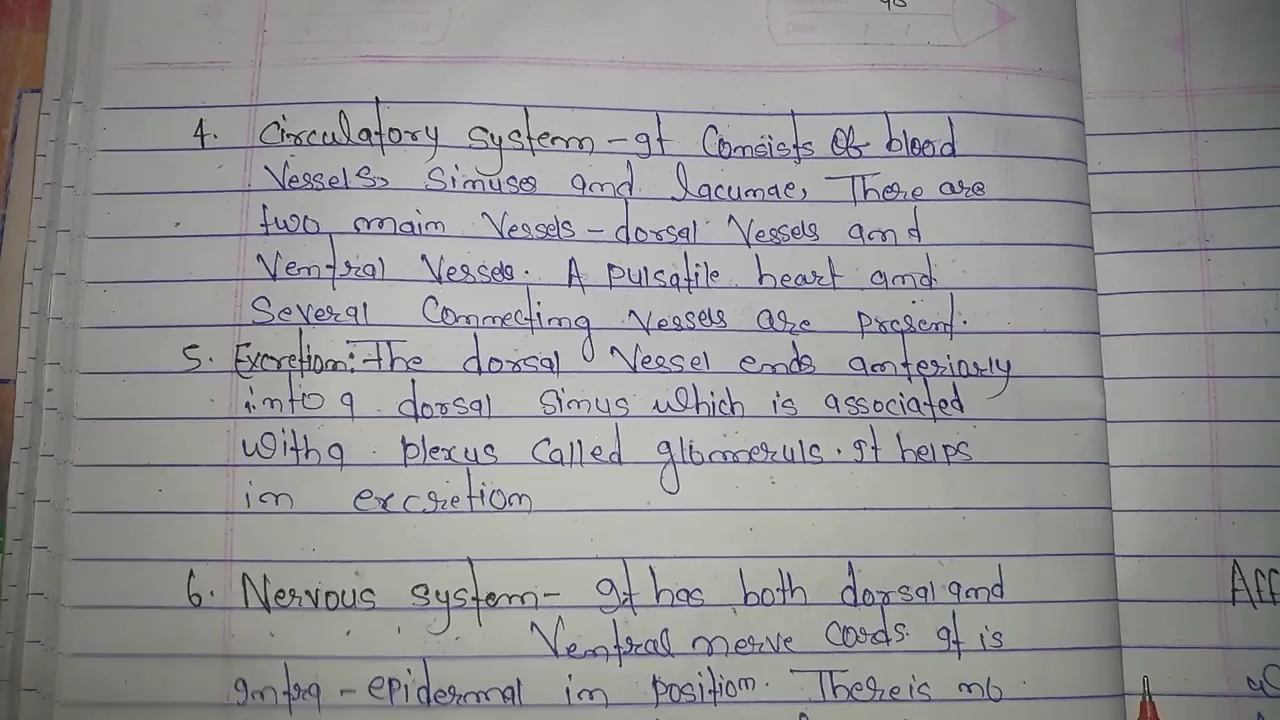 4. Circulatory system - It Consists Of blood
Vessels, Sinuses and lacunae, There are
two main Vessels - dorsal Vessels and
Ventral Vessels. A pulsatile heart and
Several Connecting Vessels are present.
5. Excretion:- The dorsal Vessel ends anteriarly
into a dorsal Sinus which is associated
with a plexus Called glomeruls. It helps
in excretion
6. Nervous system - It has both dorsal and
Ventral nerve Cords. It is
Intra - epidermal in position. There is no
Aff